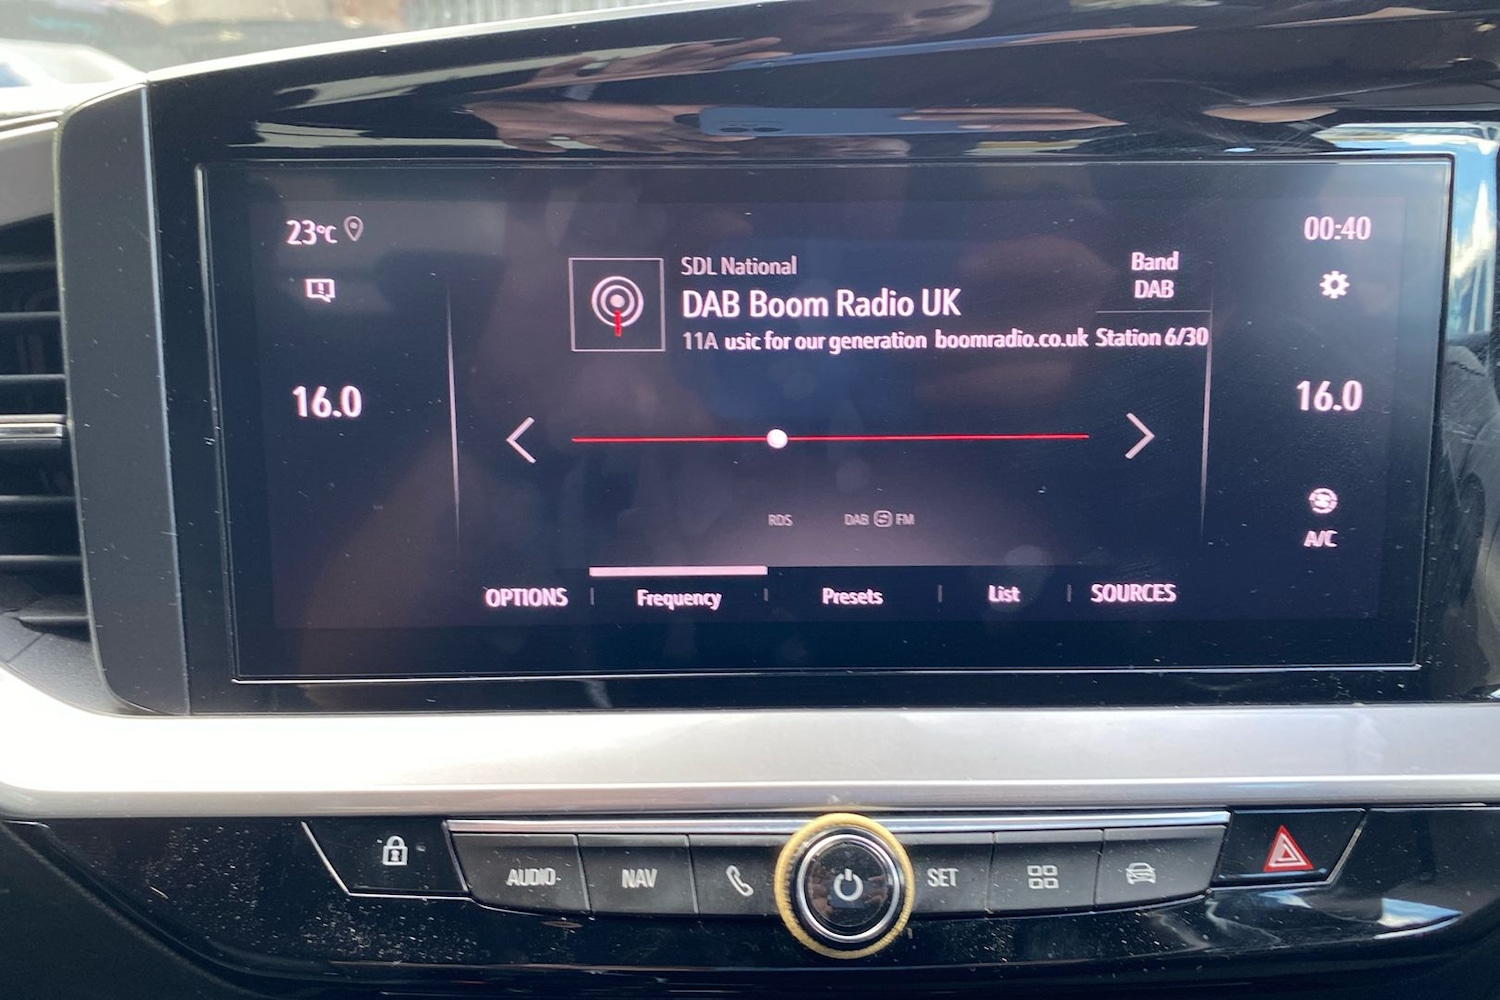 23°C
00:40
SDL National
Band
DAB
DAB Boom Radio UK
11A usic for our generation boomradio.co.uk Station 6/30
16.0
16.0
RDS
DAB FM
A/C
OPTIONS
Frequency
Presets
List
SOURCES
AUDIO
NAV
SET